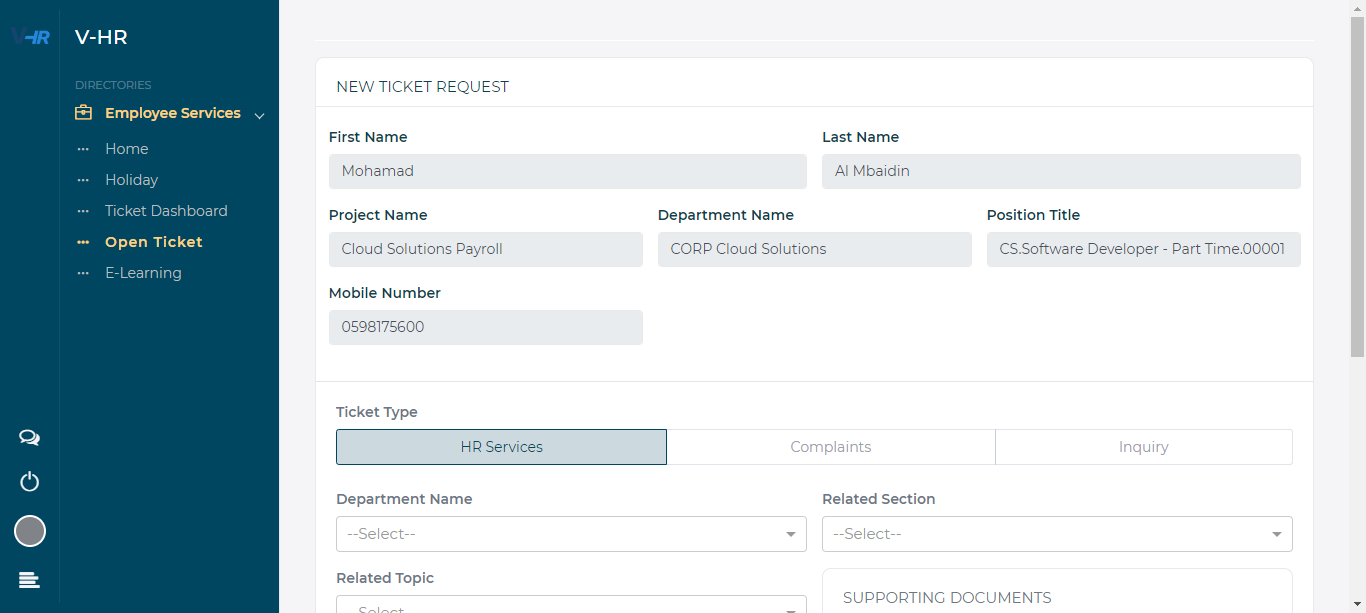 V-HR
V-HR
DIRECTORIES
Employee Services
Home
Holiday
Ticket Dashboard
Open Ticket
E-Learning
NEW TICKET REQUEST
First Name
Last Name
Mohamad
Al Mbaidin
Project Name
Department Name
Position Title
Cloud Solutions Payroll
CORP Cloud Solutions
CS.Software Developer - Part Time.00001
Mobile Number
0598175600
Ticket Type
HR Services
Complaints
Inquiry
Department Name
Related Section
--Select--
--Select--
Related Topic
--Select--
SUPPORTING DOCUMENTS